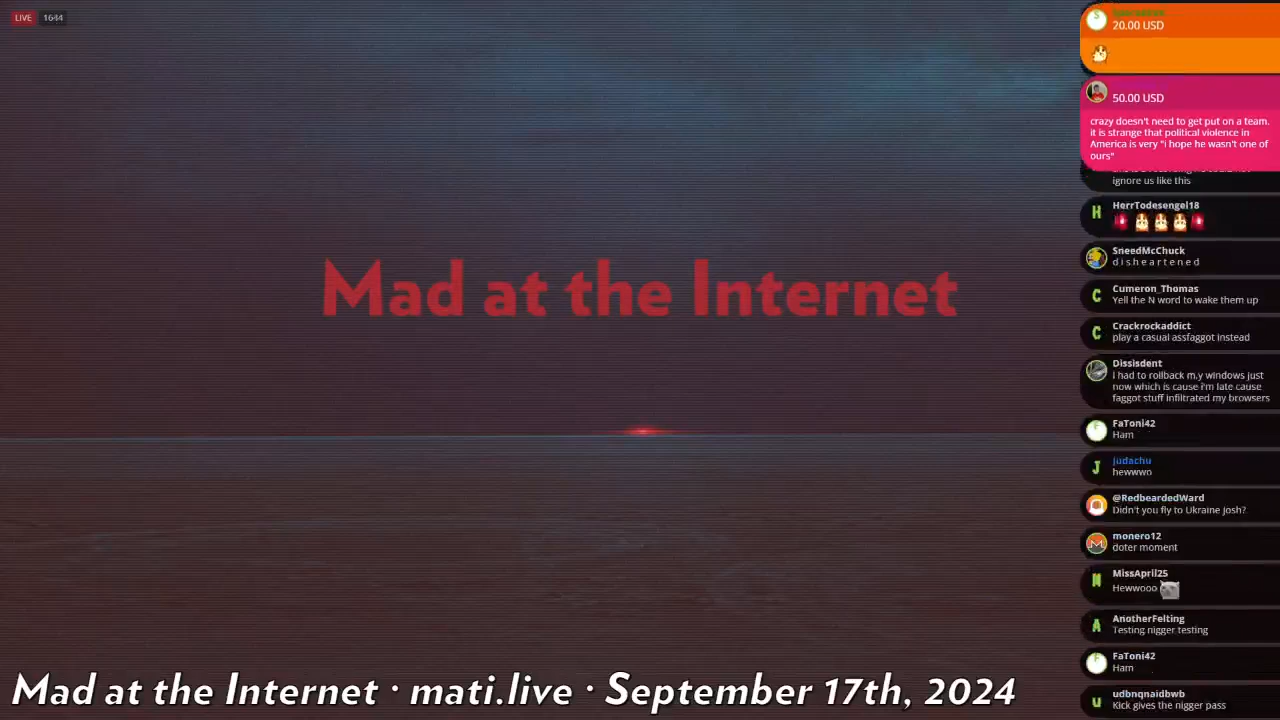 LIVE 1644
20.00 USD
50.00 USD
crazy doesn't need to get put on a team.
it is strange that political violence in
America is very "i hope he wasn't one of
ours"
ignore us like this
HerrTodesengel18
SneedMcChuck
d i s h e a r t e n e d
Cumeron_Thomas
Yell the N word to wake them up
Crackrockaddict
play a casual assfaggot instead
Dissisdent
i had to rollback m,y windows just
now which is cause i'm late cause
faggot stuff infiltrated my browsers
FaToni42
Ham
judachu
hewwwo
@RedbeardedWard
Didn't you fly to Ukraine josh?
monero12
doter moment
MissApril25
Hewwooo
AnotherFelting
Testing nigger testing
FaToni42
Ham
udbnqnaidbwb
Kick gives the nigger pass
Mad at the Internet
Mad at the Internet · mati.live · September 17th, 2024